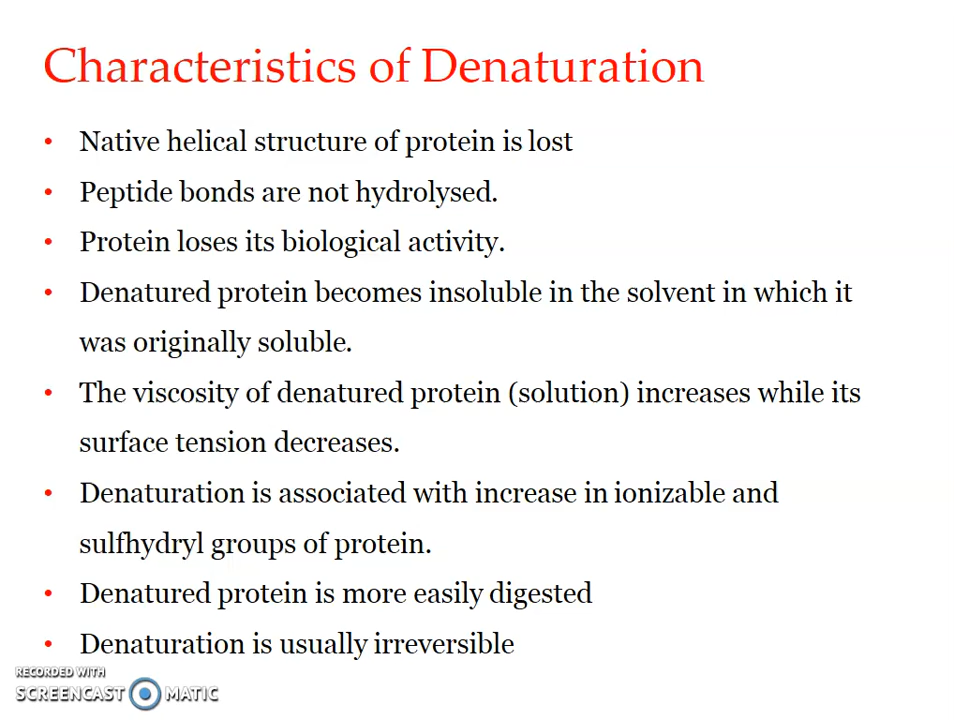 Characteristics of Denaturation
• Native helical structure of protein is lost
• Peptide bonds are not hydrolysed.
• Protein loses its biological activity.
• Denatured protein becomes insoluble in the solvent in which it
was originally soluble.
• The viscosity of denatured protein (solution) increases while its
surface tension decreases.
• Denaturation is associated with increase in ionizable and
sulfhydryl groups of protein.
• Denatured protein is more easily digested
• Denaturation is usually irreversible
RECORDED WITH
SCREENCAST MATIC